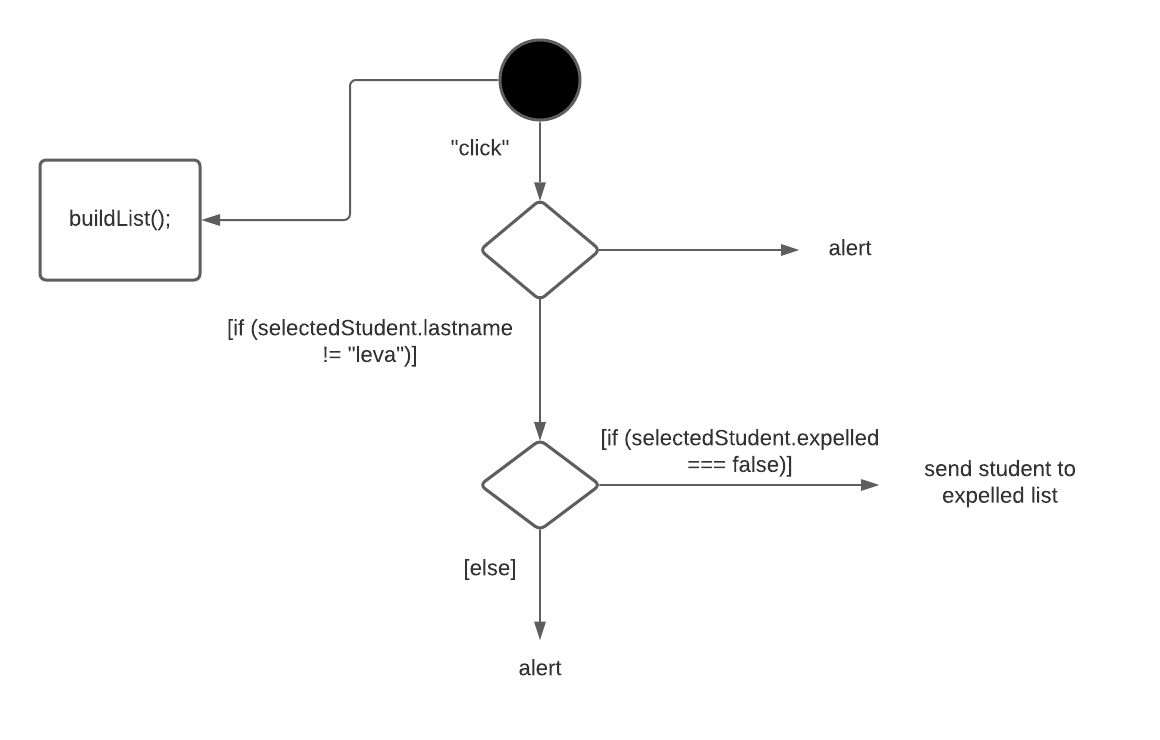 "click"
buildList();
alert
[if (selectedStudent.lastname
!= "leva")]
[if (selectedStudent.expelled
=== false)]
send student to
expelled list
[else]
alert